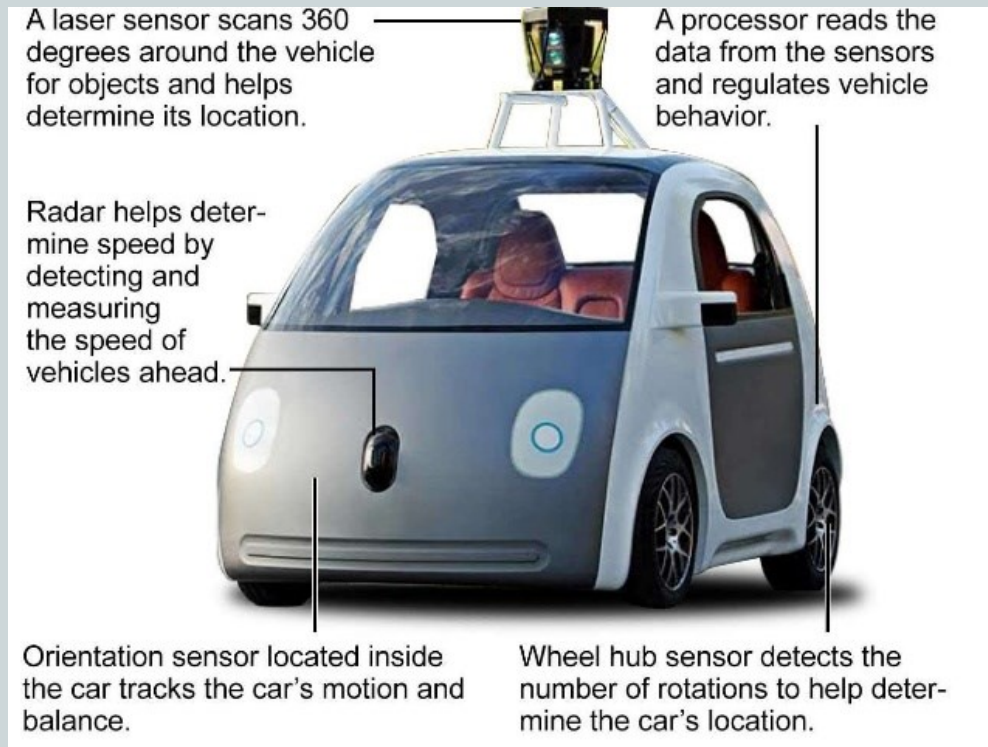 A laser sensor scans 360
degrees around the vehicle
for objects and helps
determine its location.
A processor reads the
data from the sensors
and regulates vehicle
behavior.
Radar helps deter-
mine speed by
detecting and
measuring
the speed of
vehicles ahead.
Orientation sensor located inside
the car tracks the car's motion and
balance.
Wheel hub sensor detects the
number of rotations to help deter-
mine the car's location.